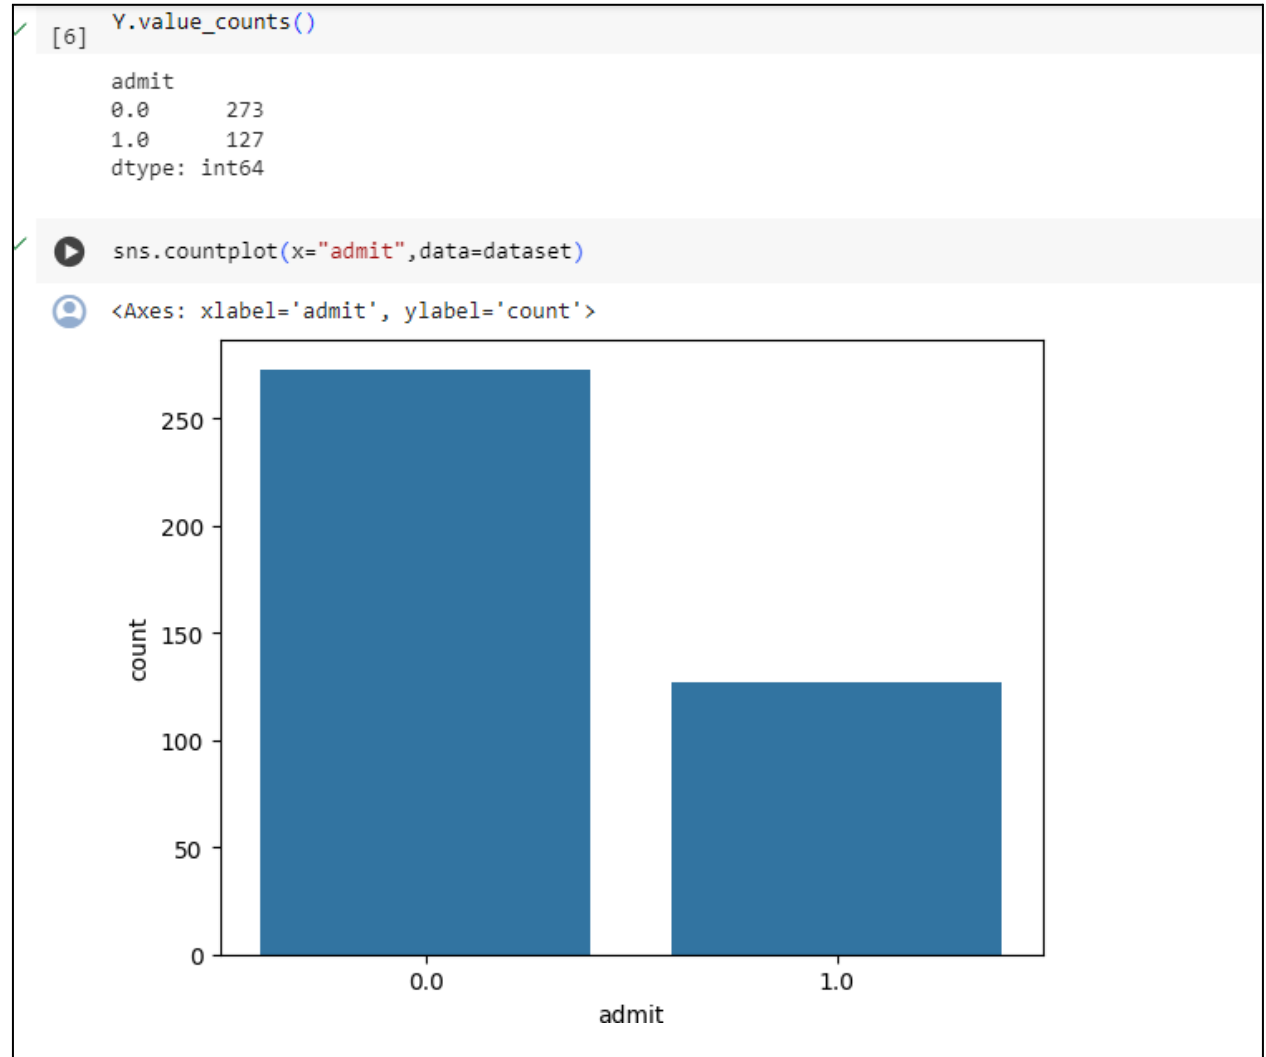 [6] Y.value_counts()
admit
0.0 273
1.0 127
dtype: int64
sns.countplot(x="admit",data=dataset)
<Axes: xlabel='admit', ylabel='count'>
250
200
150
100
50
0
count
0.0 1.0
admit